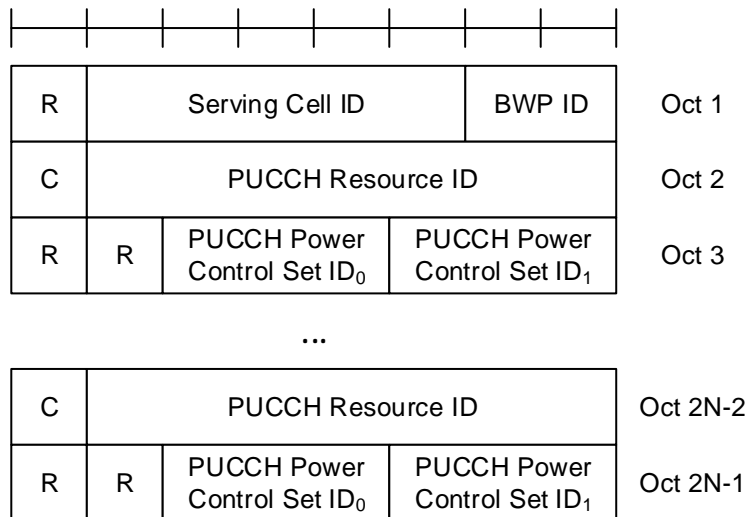 R Serving Cell ID BWP ID Oct 1
C PUCCH Resource ID Oct 2
R R PUCCH Power Control Set ID₀ PUCCH Power Control Set ID₁ Oct 3
...
C PUCCH Resource ID Oct 2N-2
R R PUCCH Power Control Set ID₀ PUCCH Power Control Set ID₁ Oct 2N-1